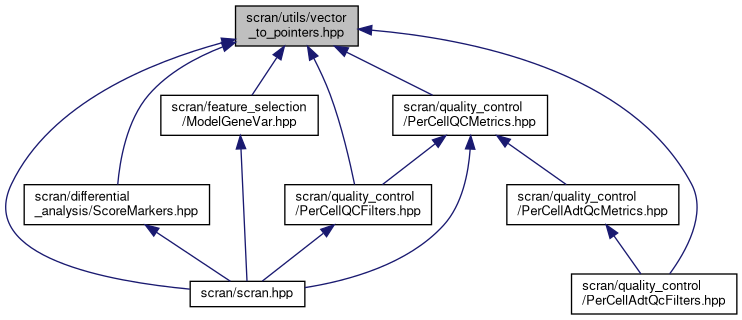 scran/utils/vector
_to_pointers.hpp
scran/feature_selection
/ModelGeneVar.hpp
scran/quality_control
/PerCellQCMetrics.hpp
scran/differential
_analysis/ScoreMarkers.hpp
scran/quality_control
/PerCellQCFilters.hpp
scran/quality_control
/PerCellAdtQcMetrics.hpp
scran/scran.hpp
scran/quality_control
/PerCellAdtQcFilters.hpp